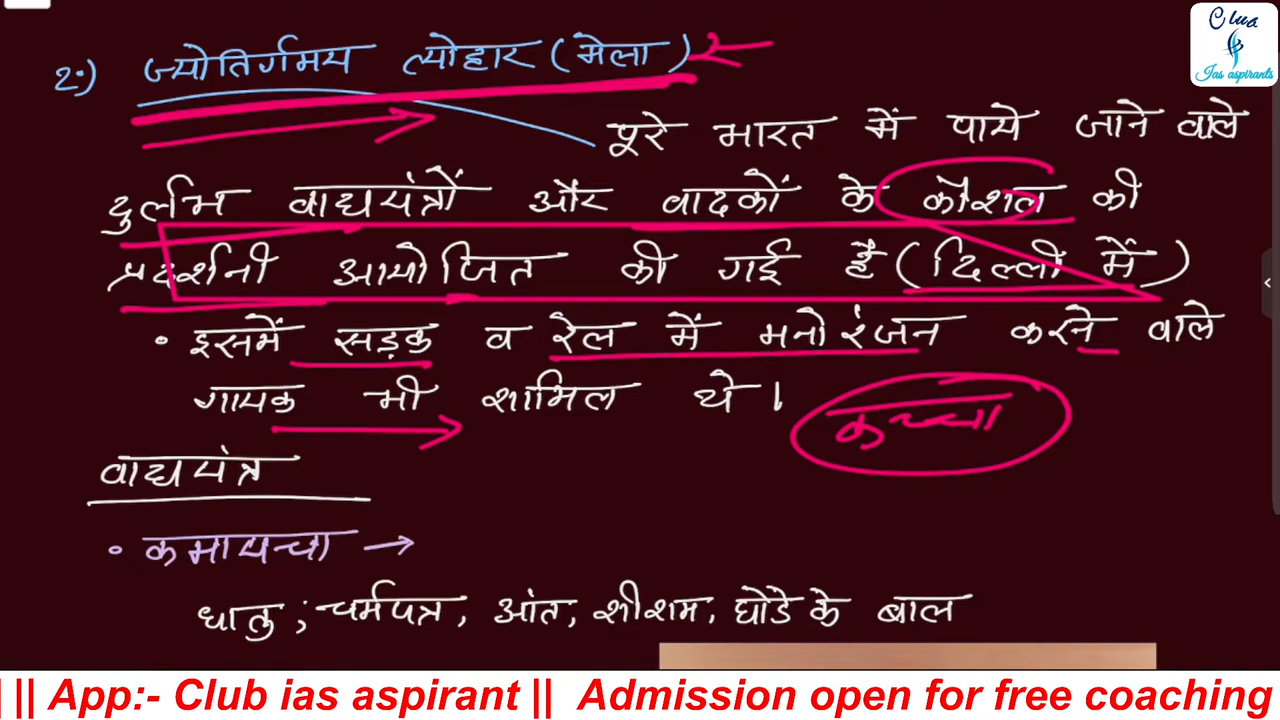 Club
Ias aspirants
2.) ज्योतिर्गमय त्योहार (मेला)
पूरे भारत में पाये जाने वाले
दुर्लभ वाद्ययंत्रों और वादकों के कौशल की
प्रदर्शनी आयोजित की गई है (दिल्ली में)
• इसमें सड़क व रेल में मनोरंजन करने वाले
गायक भी शामिल थे।
कच्चा
वाद्ययंत्र
• कमायचा →
धातु; चर्मपत्र, आंत, शीशम, घोडे के बाल
|| App:- Club ias aspirant || Admission open for free coaching